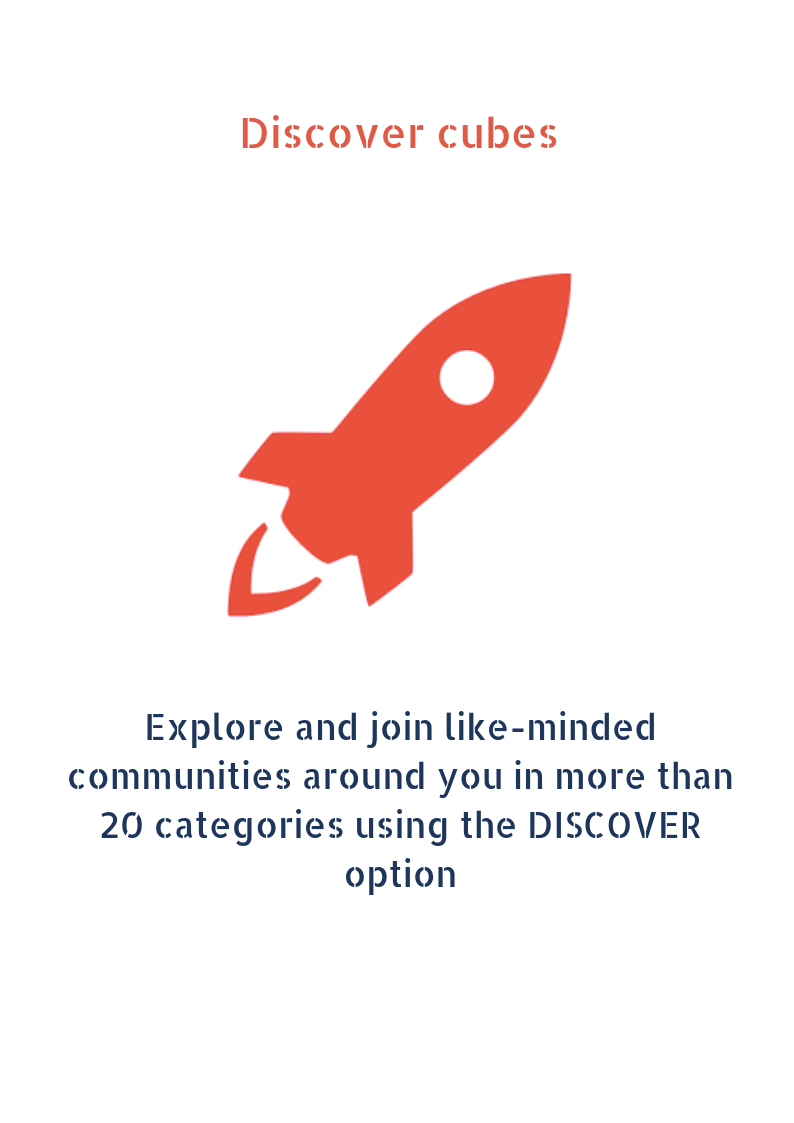 Discover cubes
Explore and join like-minded
communities around you in more than
20 categories using the DISCOVER
option